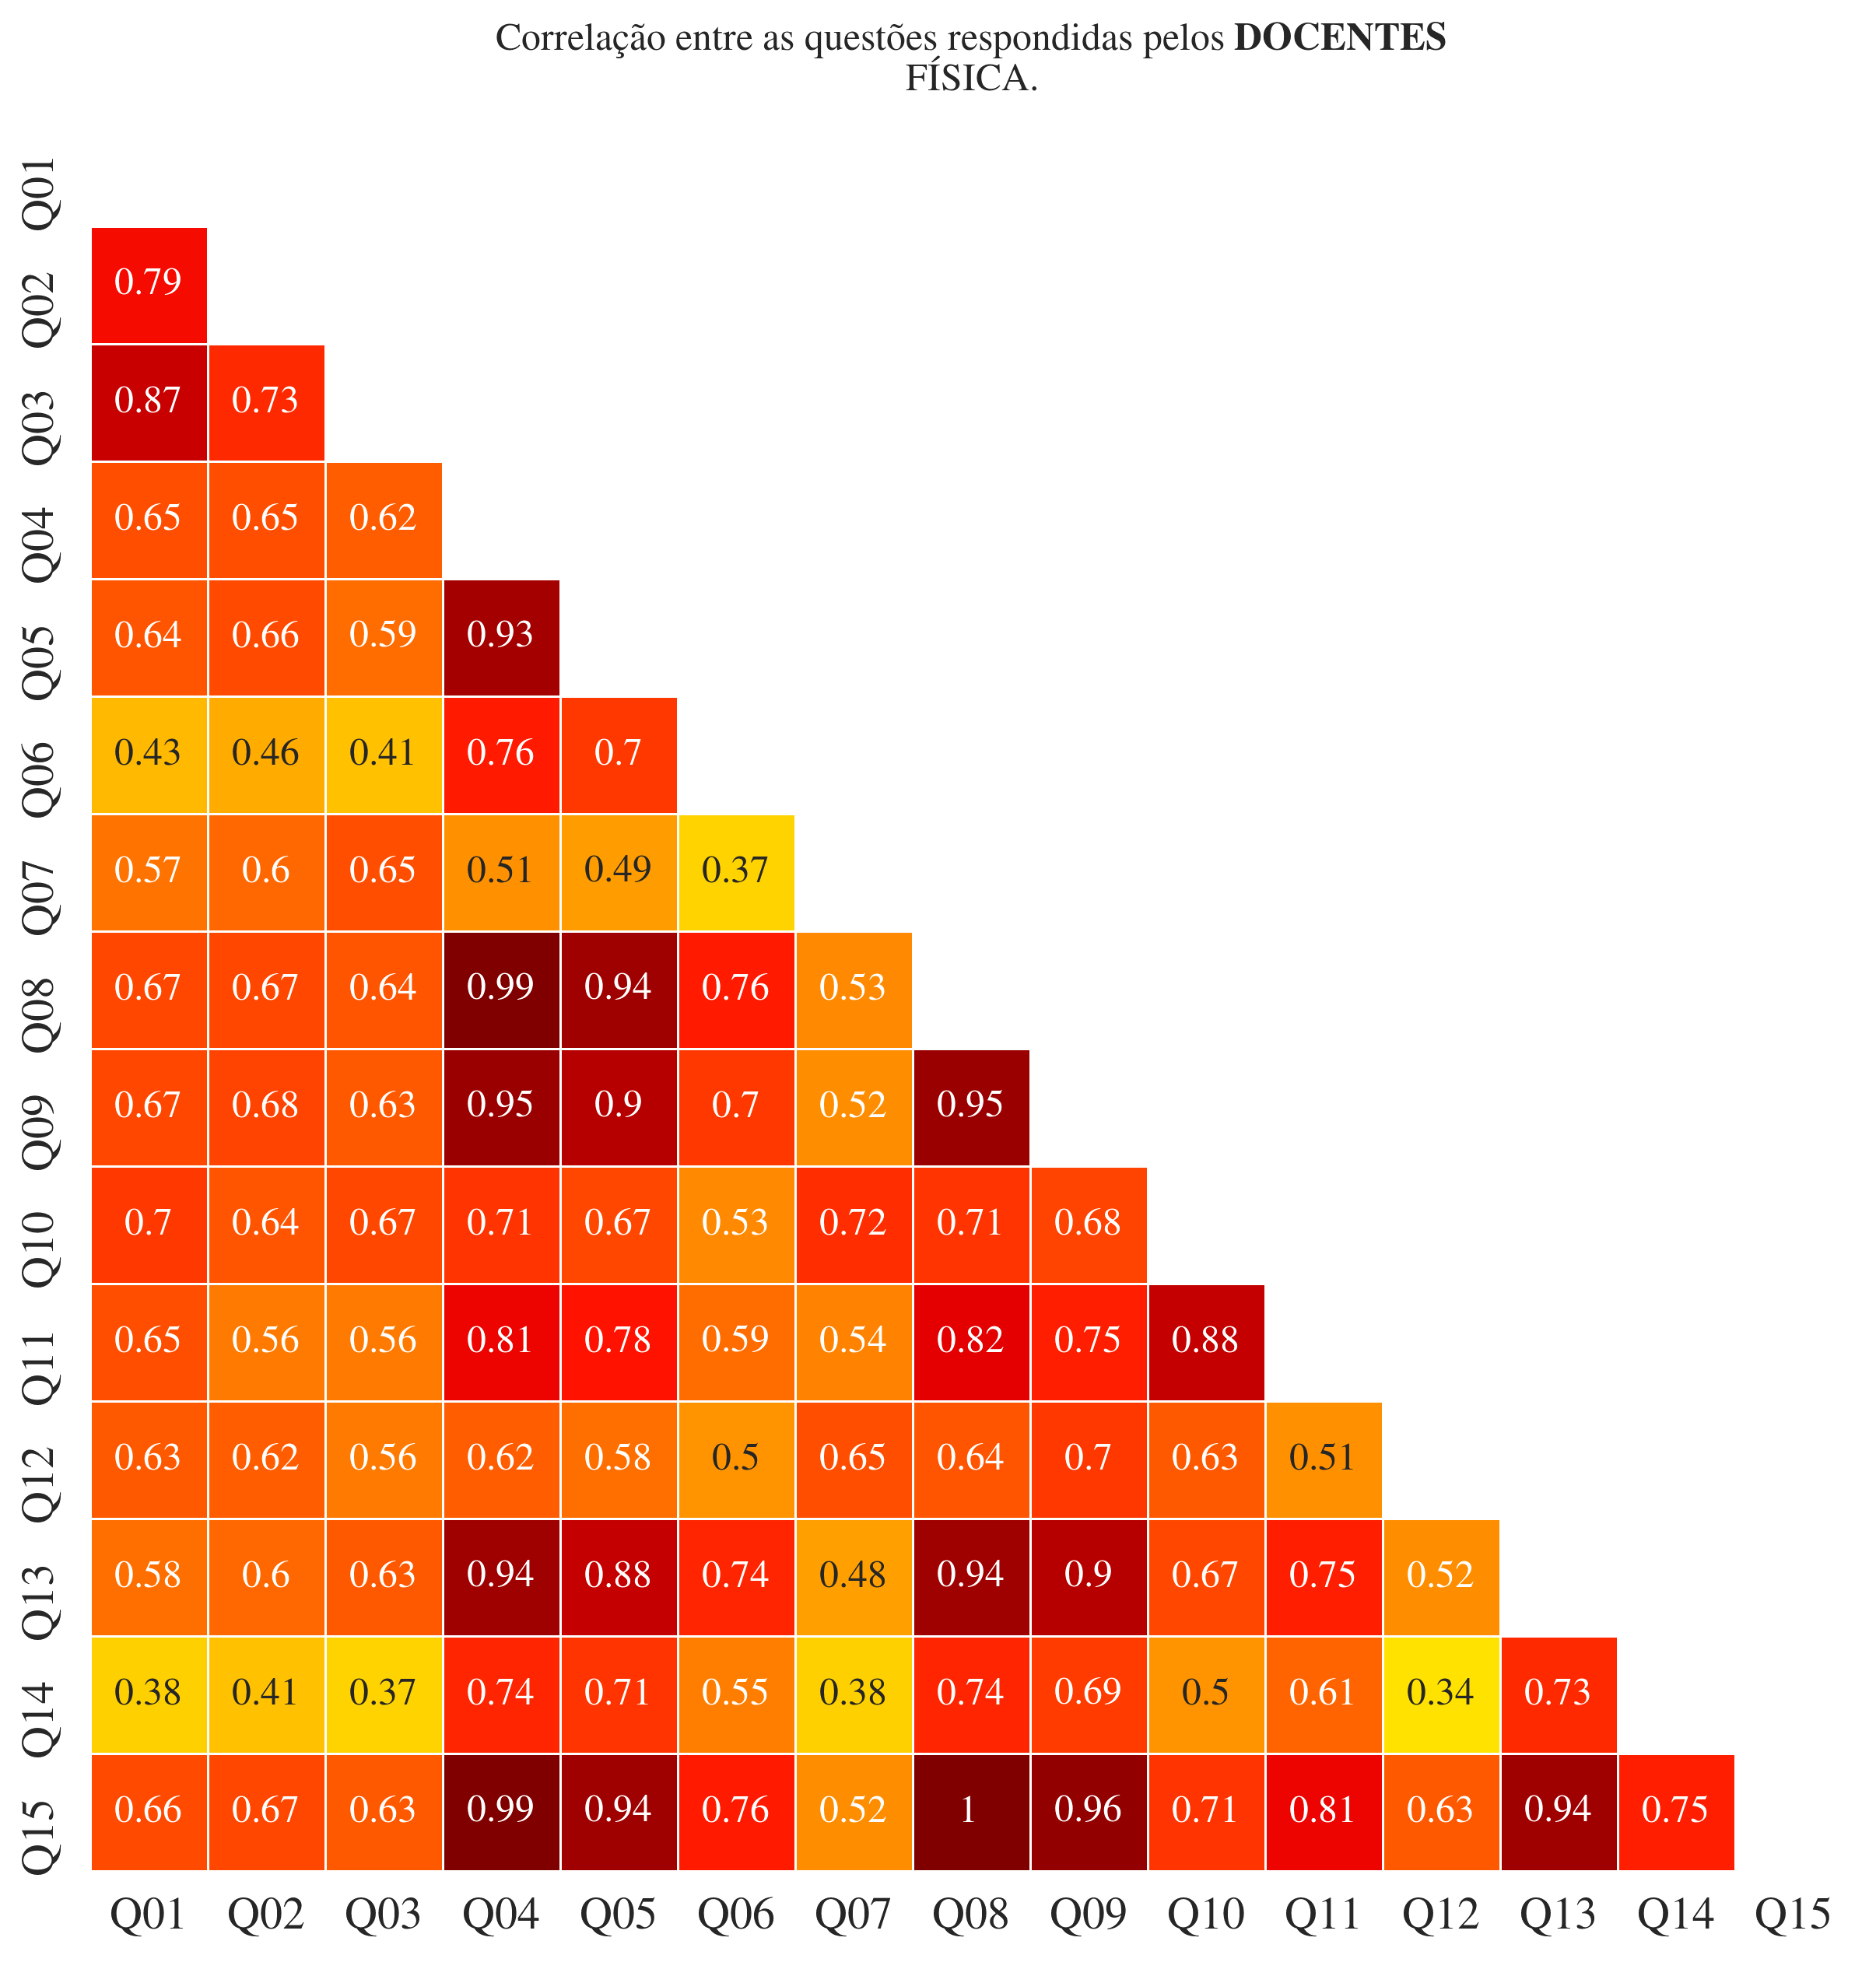 Correlação entre as questões respondidas pelos DOCENTES
FÍSICA.
Q01
Q02 0.79
Q03 0.87 0.73
Q04 0.65 0.65 0.62
Q05 0.64 0.66 0.59 0.93
Q06 0.43 0.46 0.41 0.76 0.7
Q07 0.57 0.6 0.65 0.51 0.49 0.37
Q08 0.67 0.67 0.64 0.99 0.94 0.76 0.53
Q09 0.67 0.68 0.63 0.95 0.9 0.7 0.52 0.95
Q10 0.7 0.64 0.67 0.71 0.67 0.53 0.72 0.71 0.68
Q11 0.65 0.56 0.56 0.81 0.78 0.59 0.54 0.82 0.75 0.88
Q12 0.63 0.62 0.56 0.62 0.58 0.5 0.65 0.64 0.7 0.63 0.51
Q13 0.58 0.6 0.63 0.94 0.88 0.74 0.48 0.94 0.9 0.67 0.75 0.52
Q14 0.38 0.41 0.37 0.74 0.71 0.55 0.38 0.74 0.69 0.5 0.61 0.34 0.73
Q15 0.66 0.67 0.63 0.99 0.94 0.76 0.52 1 0.96 0.71 0.81 0.63 0.94 0.75
Q01 Q02 Q03 Q04 Q05 Q06 Q07 Q08 Q09 Q10 Q11 Q12 Q13 Q14 Q15